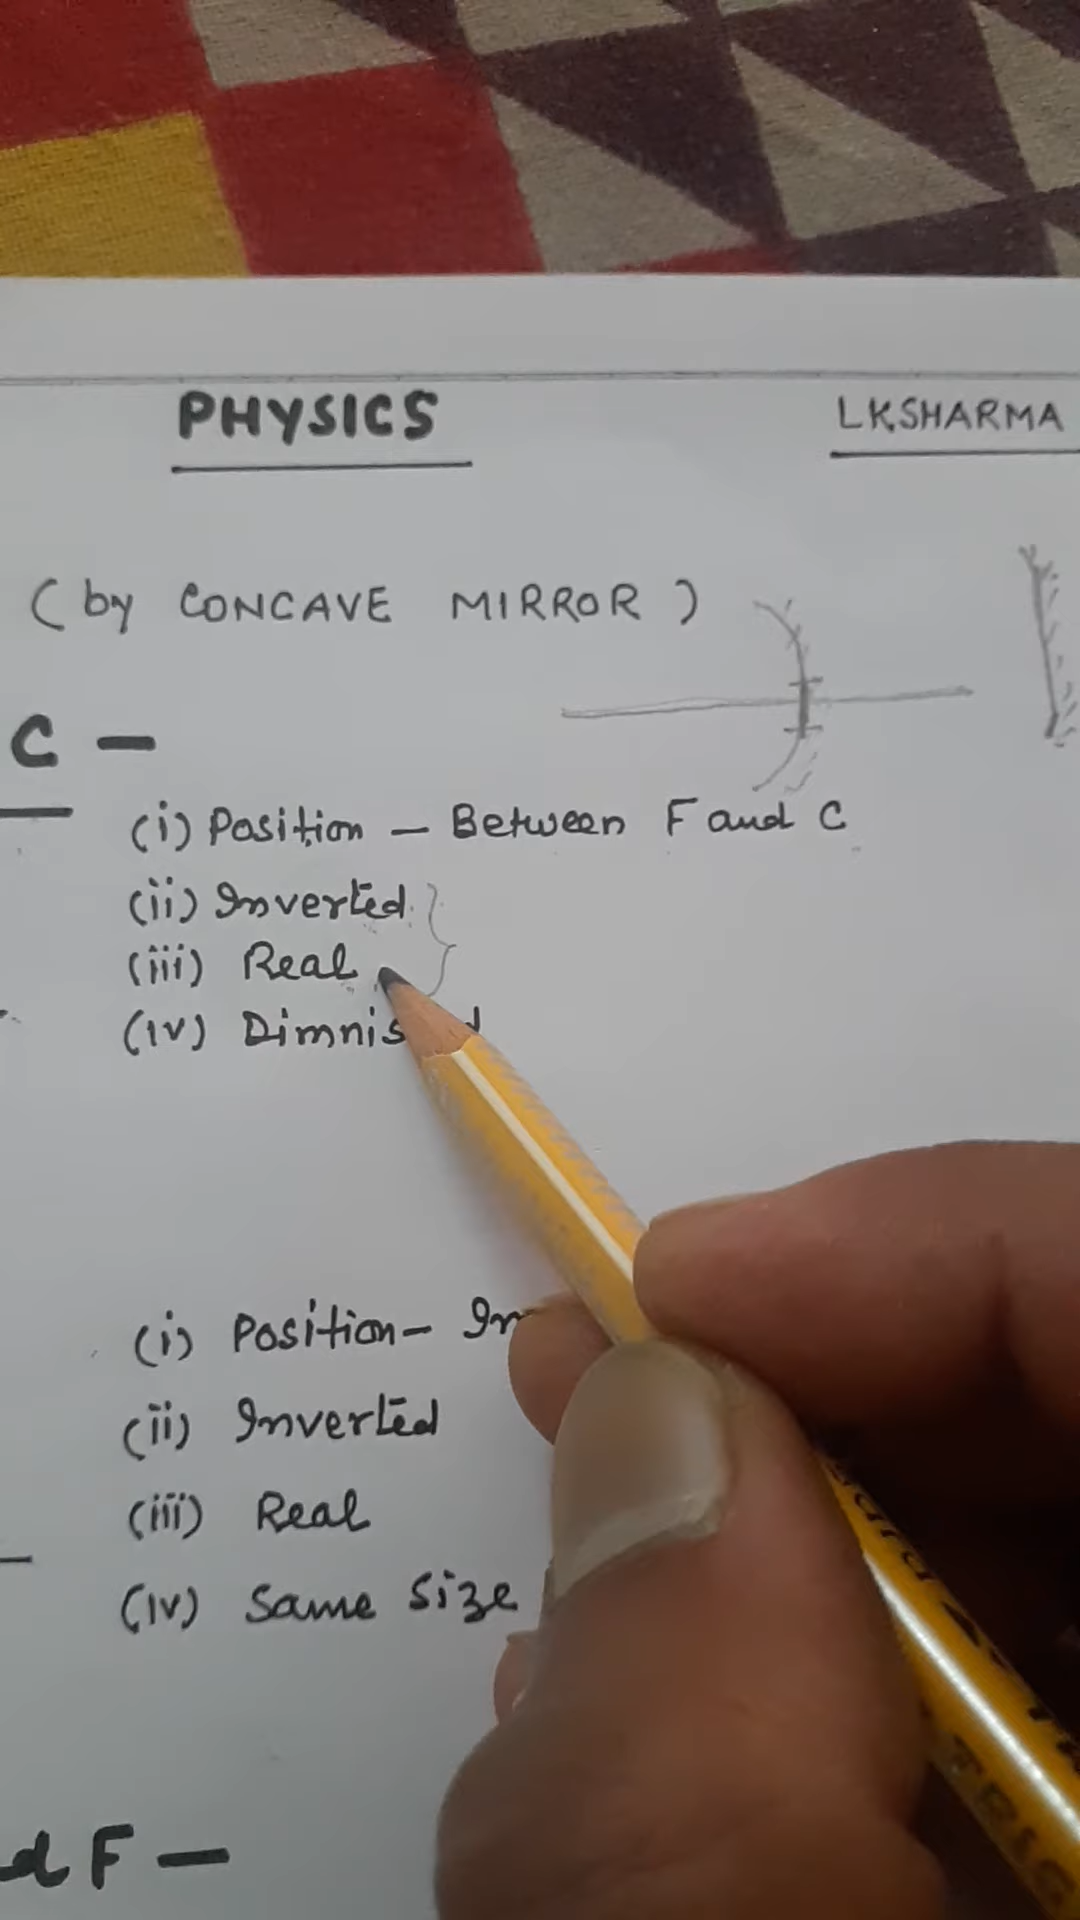 PHYSICS LKSHARMA
(by CONCAVE MIRROR)
C -
(i) Position - Between F and C
(ii) Inverted
(iii) Real
(iv)
(i) Position -
(ii) Inverted
(iii) Real
(iv) Same Size
F -